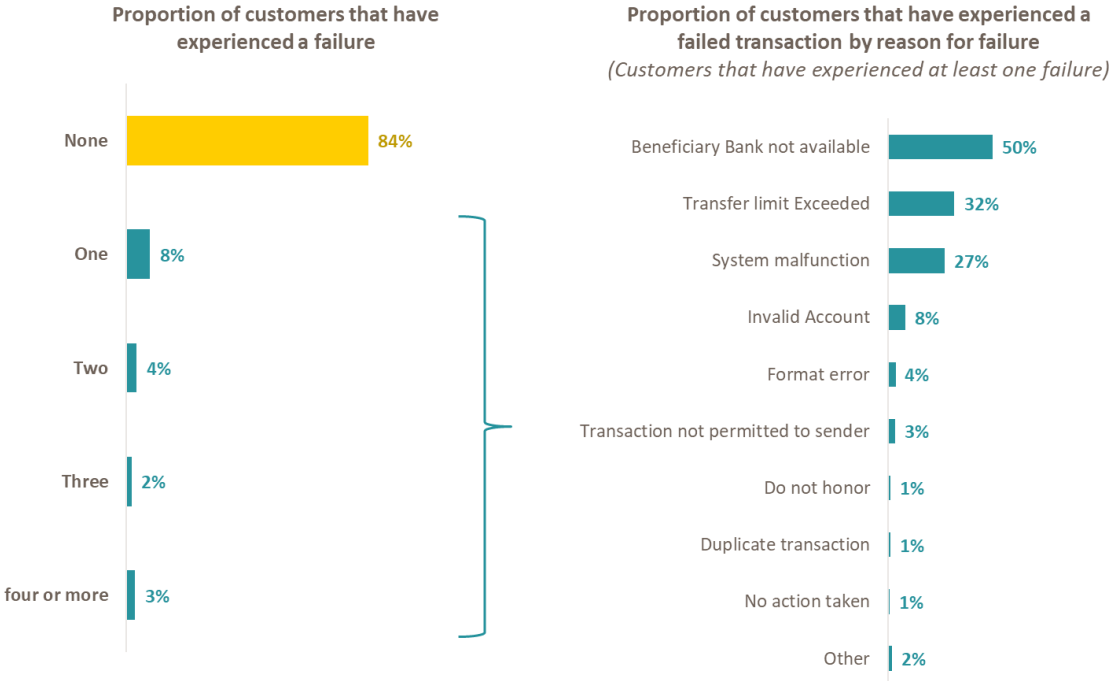 Proportion of customers that have
experienced a failure
None
84%
One
8%
Two
4%
Three
2%
four or more
3%
Proportion of customers that have experienced a
failed transaction by reason for failure
(Customers that have experienced at least one failure)
Beneficiary Bank not available
50%
Transfer limit Exceeded
32%
System malfunction
27%
Invalid Account
8%
Format error
4%
Transaction not permitted to sender
3%
Do not honor
1%
Duplicate transaction
1%
No action taken
1%
Other
2%